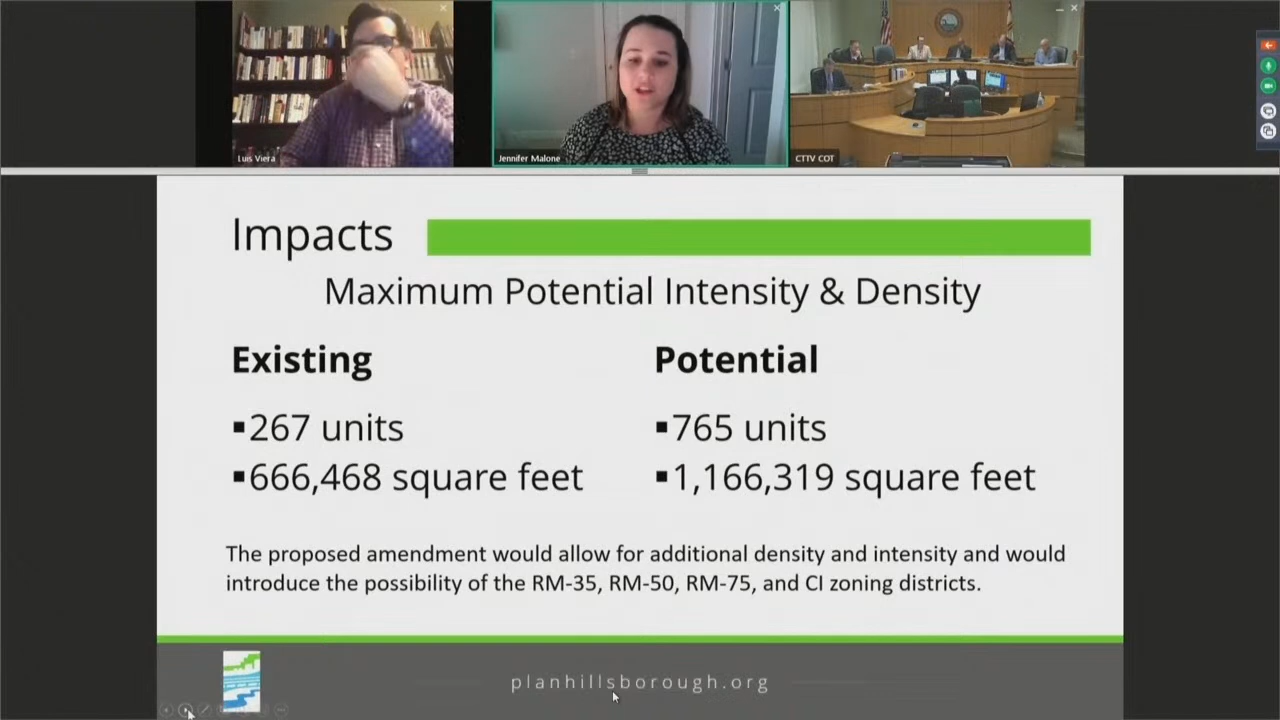 Luis Viera
Jennifer Malone
CTTV COT
Impacts
Maximum Potential Intensity & Density
Existing
▪267 units
▪666,468 square feet
Potential
▪765 units
▪1,166,319 square feet
The proposed amendment would allow for additional density and intensity and would
introduce the possibility of the RM-35, RM-50, RM-75, and CI zoning districts.
planhillsborough.org